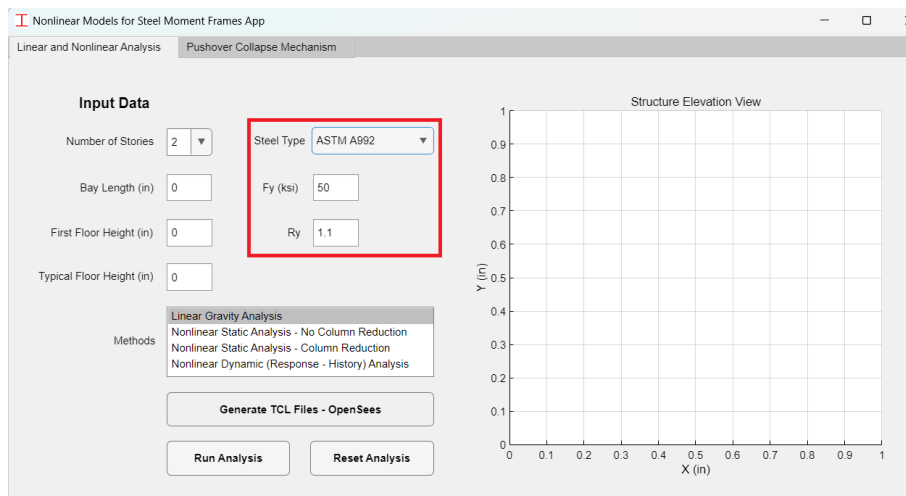 Nonlinear Models for Steel Moment Frames App
Linear and Nonlinear Analysis
Pushover Collapse Mechanism
Input Data
Number of Stories 2
Steel Type ASTM A992
Bay Length (in) 0
Fy (ksi) 50
First Floor Height (in) 0
Ry 1.1
Typical Floor Height (in) 0
Methods
Linear Gravity Analysis
Nonlinear Static Analysis - No Column Reduction
Nonlinear Static Analysis - Column Reduction
Nonlinear Dynamic (Response - History) Analysis
Generate TCL Files - OpenSees
Run Analysis
Reset Analysis
Structure Elevation View
1
0.9
0.8
0.7
0.6
0.5
0.4
0.3
0.2
0.1
0
Y (in)
0 0.1 0.2 0.3 0.4 0.5 0.6 0.7 0.8 0.9 1
X (in)